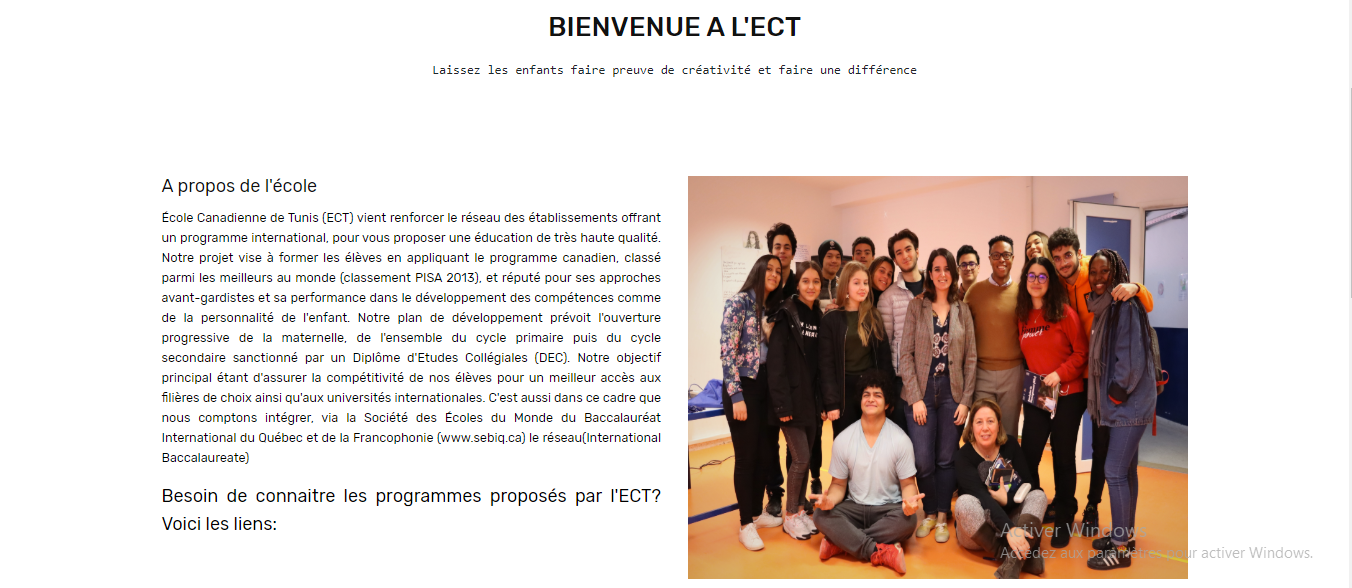 BIENVENUE A L'ECT
Laissez les enfants faire preuve de créativité et faire une différence
A propos de l'école
École Canadienne de Tunis (ECT) vient renforcer le réseau des établissements offrant
un programme international, pour vous proposer une éducation de très haute qualité.
Notre projet vise à former les élèves en appliquant le programme canadien, classé
parmi les meilleurs au monde (classement PISA 2013), et réputé pour ses approches
avant-gardistes et sa performance dans le développement des compétences comme
de la personnalité de l'enfant. Notre plan de développement prévoit l'ouverture
progressive de la maternelle, de l'ensemble du cycle primaire puis du cycle
secondaire sanctionné par un Diplôme d'Etudes Collégiales (DEC). Notre objectif
principal étant d'assurer la compétitivité de nos élèves pour un meilleur accès aux
filières de choix ainsi qu'aux universités internationales. C'est aussi dans ce cadre que
nous comptons intégrer, via la Société des Écoles du Monde du Baccalauréat
International du Québec et de la Francophonie (www.sebiq.ca) le réseau(International
Baccalaureate)
Besoin de connaitre les programmes proposés par l'ECT?
Voici les liens:
Activer Windows
Accédez aux paramètres pour activer Windows.